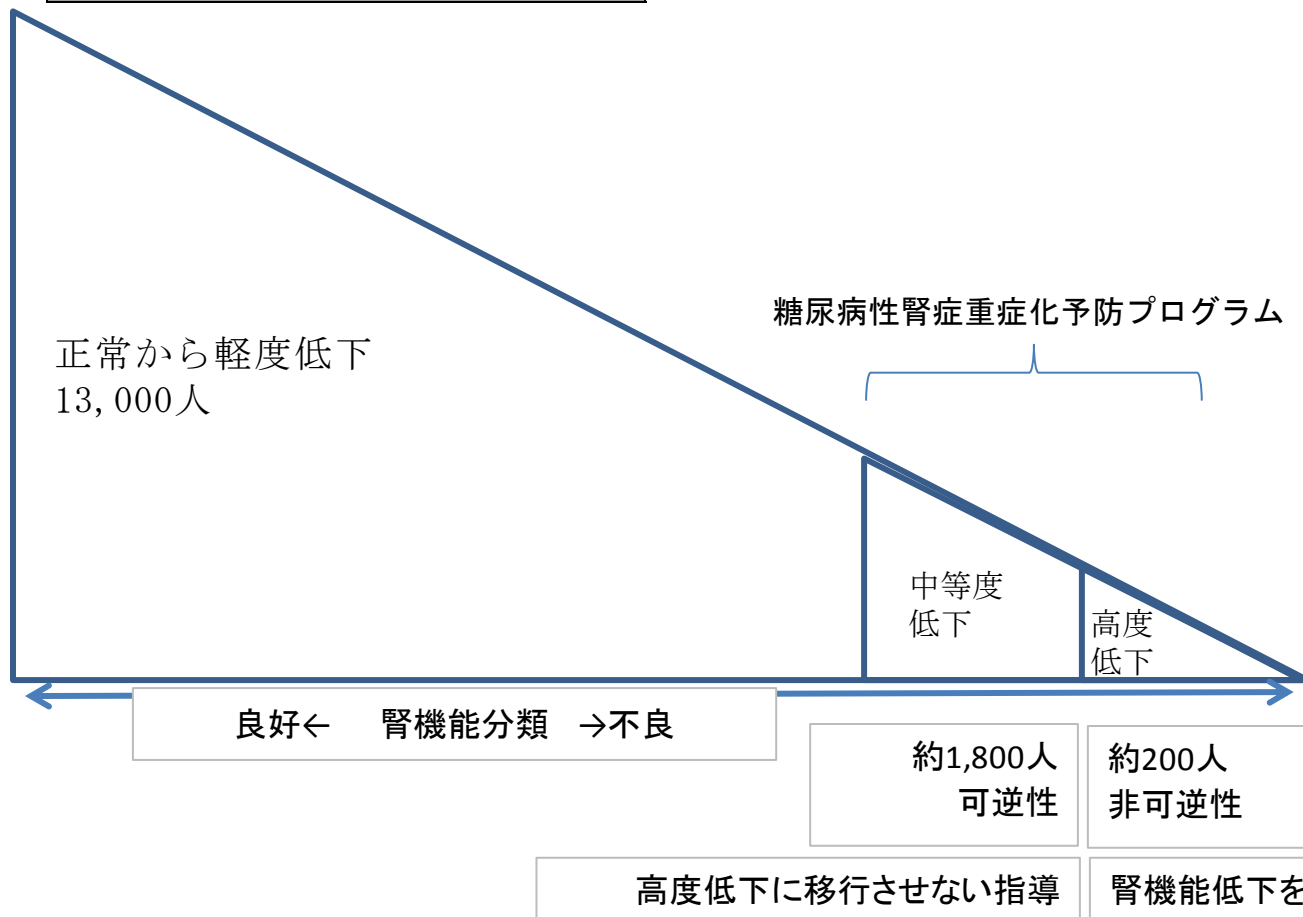 糖尿病性腎症重症化予防プログラム
正常から軽度低下
13,000人
中等度
低下
高度
低下
良好← 腎機能分類 →不良
約1,800人
可逆性
約200人
非可逆性
高度低下に移行させない指導
腎機能低下を